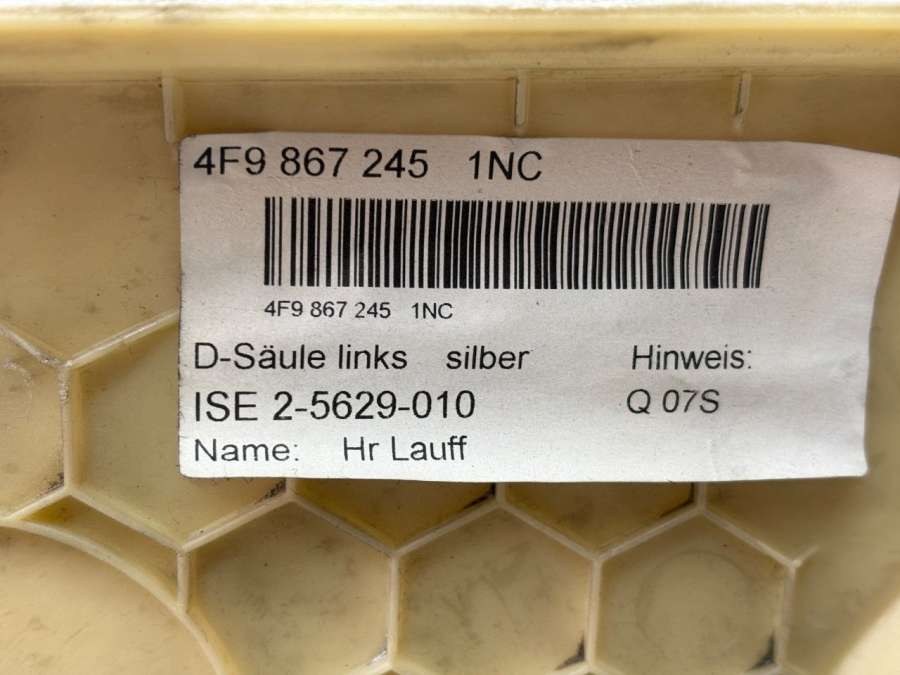 4F9 867 245 1NC
4F9 867 245 1NC
D-Säule links silber Hinweis:
ISE 2-5629-010 Q 07S
Name: Hr Lauff